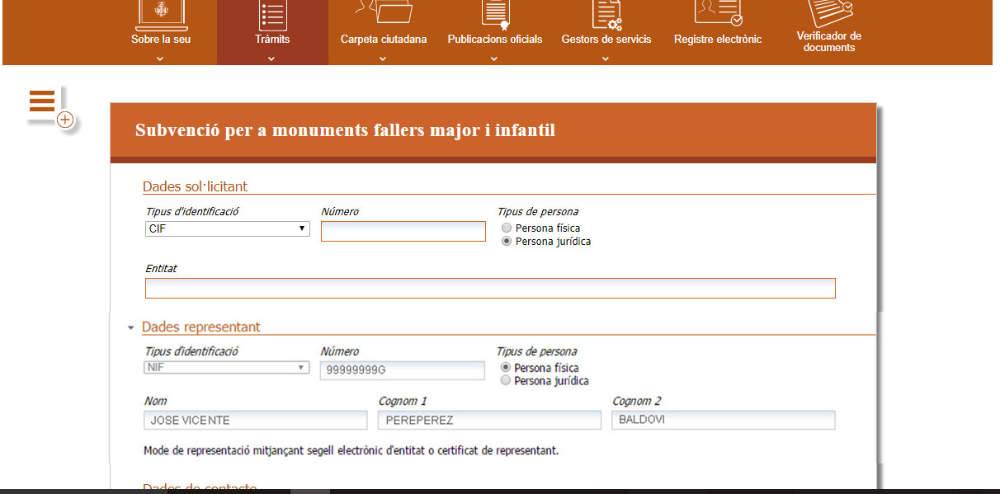 Sobre la seu
Tràmits
Carpeta ciutadana
Publicacions oficials
Gestors de servicis
Registre electrònic
Verificador de
documents
Subvenció per a monuments fallers major i infantil
Dades sol·licitant
Tipus d'identificació Número Tipus de persona
CIF
Persona física
Persona jurídica
Entitat
Dades representant
Tipus d'identificació Número Tipus de persona
NIF 99999999G
Persona física
Persona jurídica
Nom Cognom 1 Cognom 2
JOSE VICENTE PEREPEREZ BALDOVI
Mode de representació mitjançant segell electrònic d'entitat o certificat de representant.
Dades de contacte